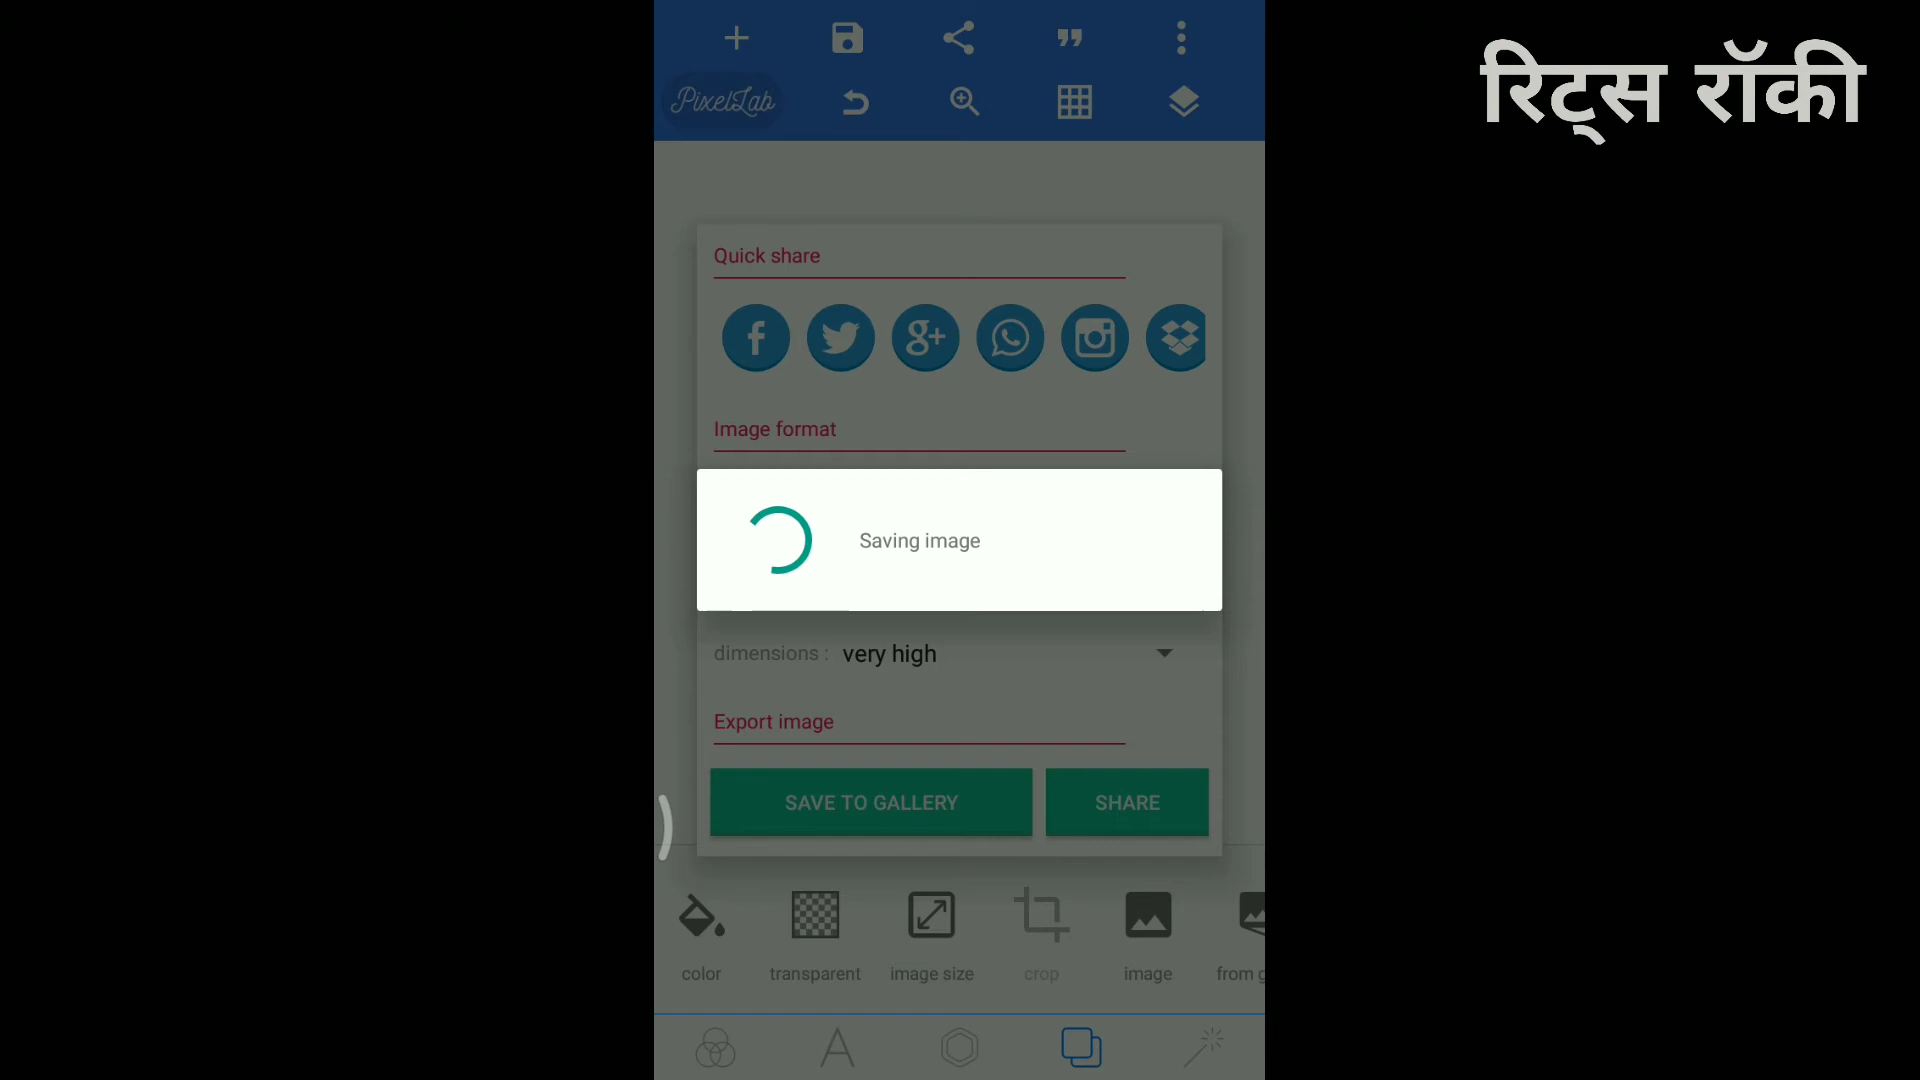 रिट्स रॉकी
PixelLab
Quick share
Image format
Saving image
dimensions : very high
Export image
SAVE TO GALLERY SHARE
color transparent image size crop image from g